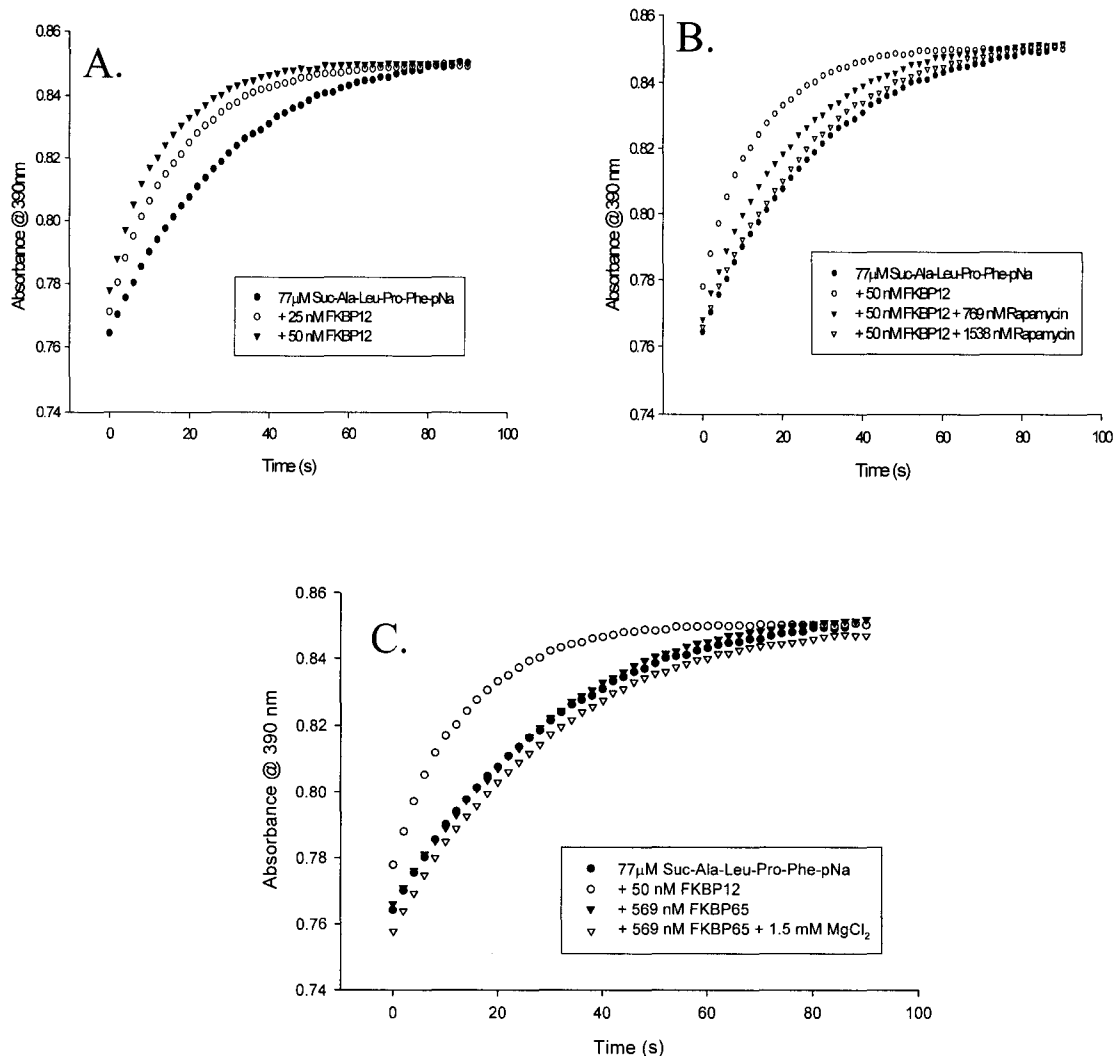 A.
0.86
0.84
0.82
0.80
0.78
0.76
0.74
Absorbance @ 390nm
77µM Suc-Ala-Leu-Pro-Phe-pNa
+ 25 nM FKBP12
+ 50 nM FKBP12
0 20 40 60 80 100
Time (s)
B.
0.86
0.84
0.82
0.80
0.78
0.76
0.74
Absorbance @ 390 nm
77µM Suc-Ala-Leu-Pro-Phe-pNa
+ 50 nM FKBP12
+ 50 nM FKBP12 + 769 nM Rapamycin
+ 50 nM FKBP12 + 1538 nM Rapamycin
0 20 40 60 80 100
Time (s)
C.
0.86
0.84
0.82
0.80
0.78
0.76
0.74
Absorbance @ 390 nm
77µM Suc-Ala-Leu-Pro-Phe-pNa
+ 50 nM FKBP12
+ 569 nM FKBP65
+ 569 nM FKBP65 + 1.5 mM MgCl₂
0 20 40 60 80 100
Time (s)